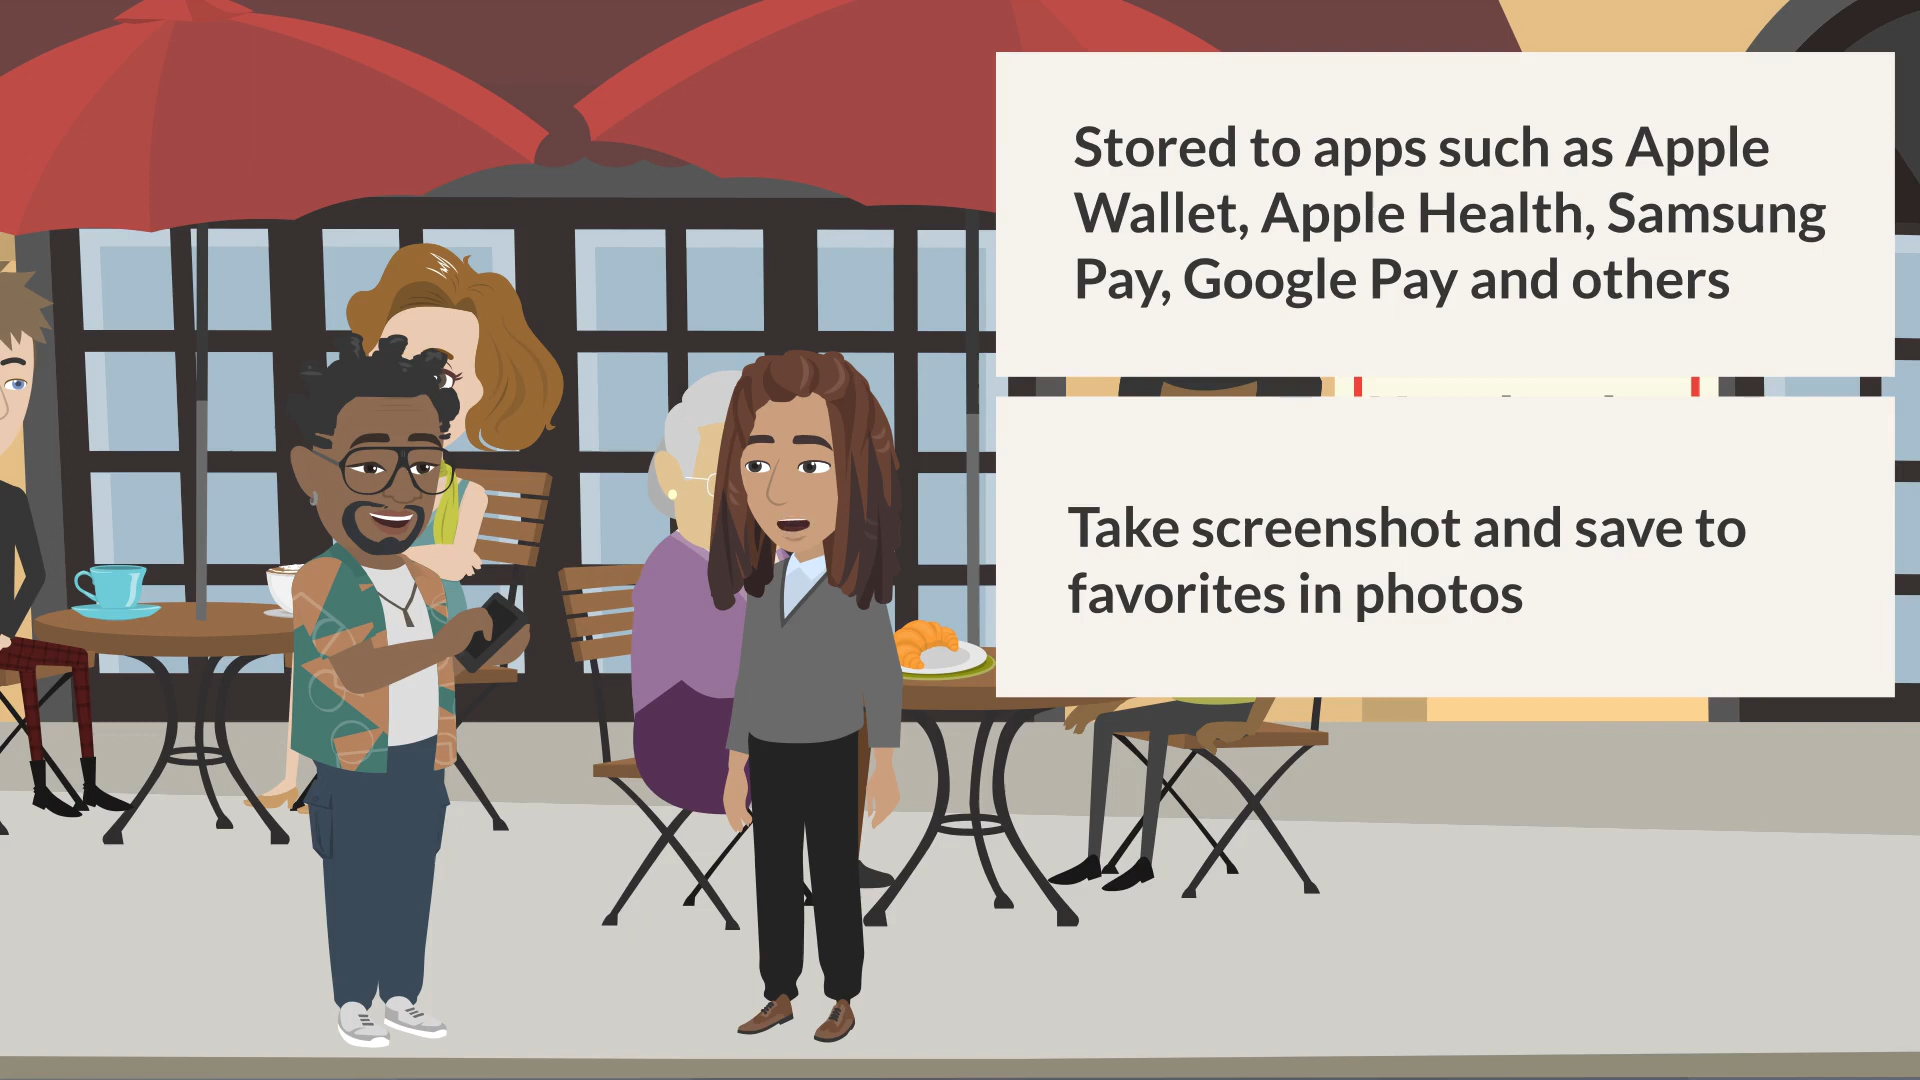 Stored to apps such as Apple
Wallet, Apple Health, Samsung
Pay, Google Pay and others
Take screenshot and save to
favorites in photos